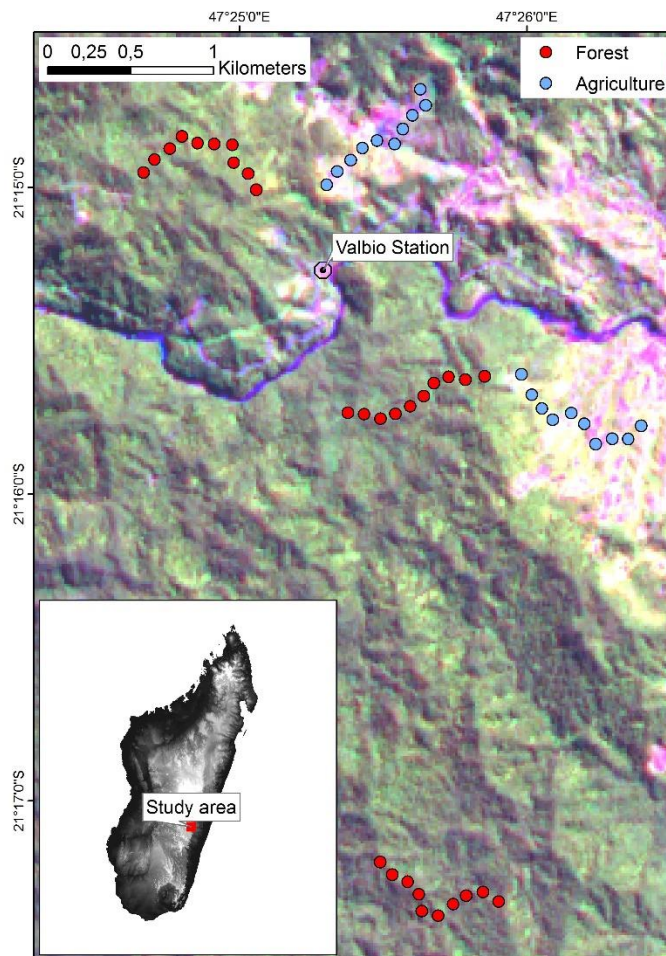 47°25'0"E
47°26'0"E
0 0,25 0,5 1
Kilometers
Forest
Agriculture
21°15'0"S
Valbio Station
21°16'0"S
21°17'0"S
Study area